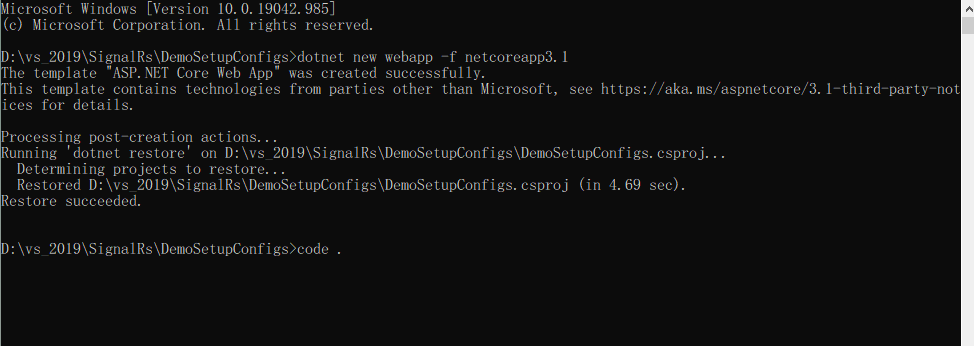 Microsoft Windows [Version 10.0.19042.985]
(c) Microsoft Corporation. All rights reserved.
D:\vs_2019\SignalRs\DemoSetupConfigs>dotnet new webapp -f netcoreapp3.1
The template "ASP.NET Core Web App" was created successfully.
This template contains technologies from parties other than Microsoft, see https://aka.ms/aspnetcore/3.1-third-party-not
ices for details.
Processing post-creation actions...
Running 'dotnet restore' on D:\vs_2019\SignalRs\DemoSetupConfigs\DemoSetupConfigs.csproj...
  Determining projects to restore...
  Restored D:\vs_2019\SignalRs\DemoSetupConfigs\DemoSetupConfigs.csproj (in 4.69 sec).
Restore succeeded.
D:\vs_2019\SignalRs\DemoSetupConfigs>code .